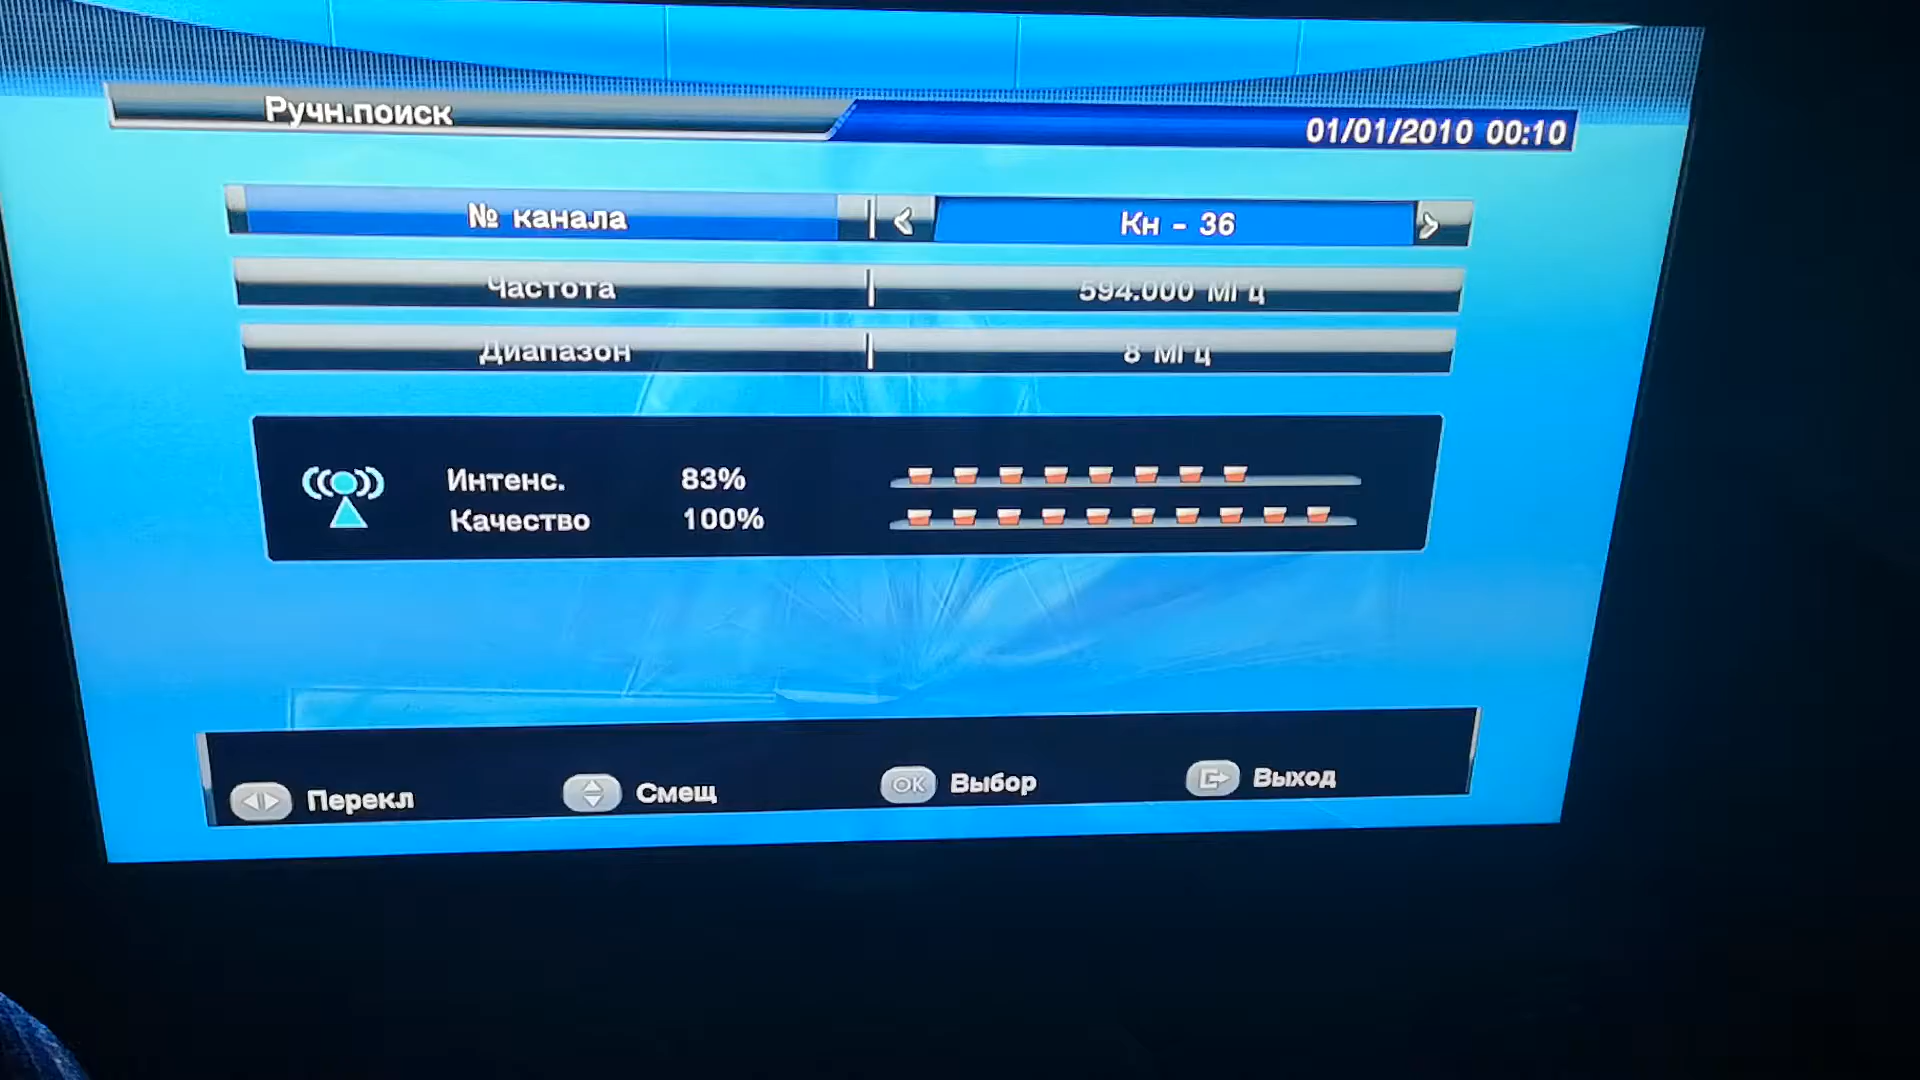 Ручн.поиск
01/01/2010 00:10
№ канала
Кн - 36
Частота
594.000 МГц
Диапазон
8 МГц
Интенс. 83%
Качество 100%
Перекл
Смещ
OK Выбор
Выход